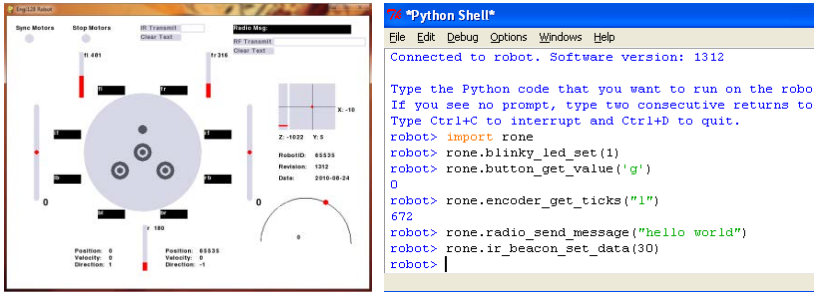 Engi128 Robot
Sync Motors
Stop Motors
IR Transmit
Clear Text
Radio Msg:
RF Transmit
Clear Text
fl 481
fr 316
fl
fr
X: -10
Z: -1022 Y: 5
RobotID: 65535
Revision: 1312
Date: 2010-08-24
0
0
bl
br
r 180
0
Position: 6
Velocity: 0
Direction: 1
Position: 65535
Velocity: 0
Direction: -1
*Python Shell*
File Edit Debug Options Windows Help
Connected to robot. Software version: 1312
Type the Python code that you want to run on the robo
If you see no prompt, type two consecutive returns to
Type Ctrl+C to interrupt and Ctrl+D to quit.
robot> import rone
robot> rone.blinky_led_set(1)
robot> rone.button_get_value('g')
0
robot> rone.encoder_get_ticks("l")
672
robot> rone.radio_send_message("hello world")
robot> rone.ir_beacon_set_data(30)
robot>